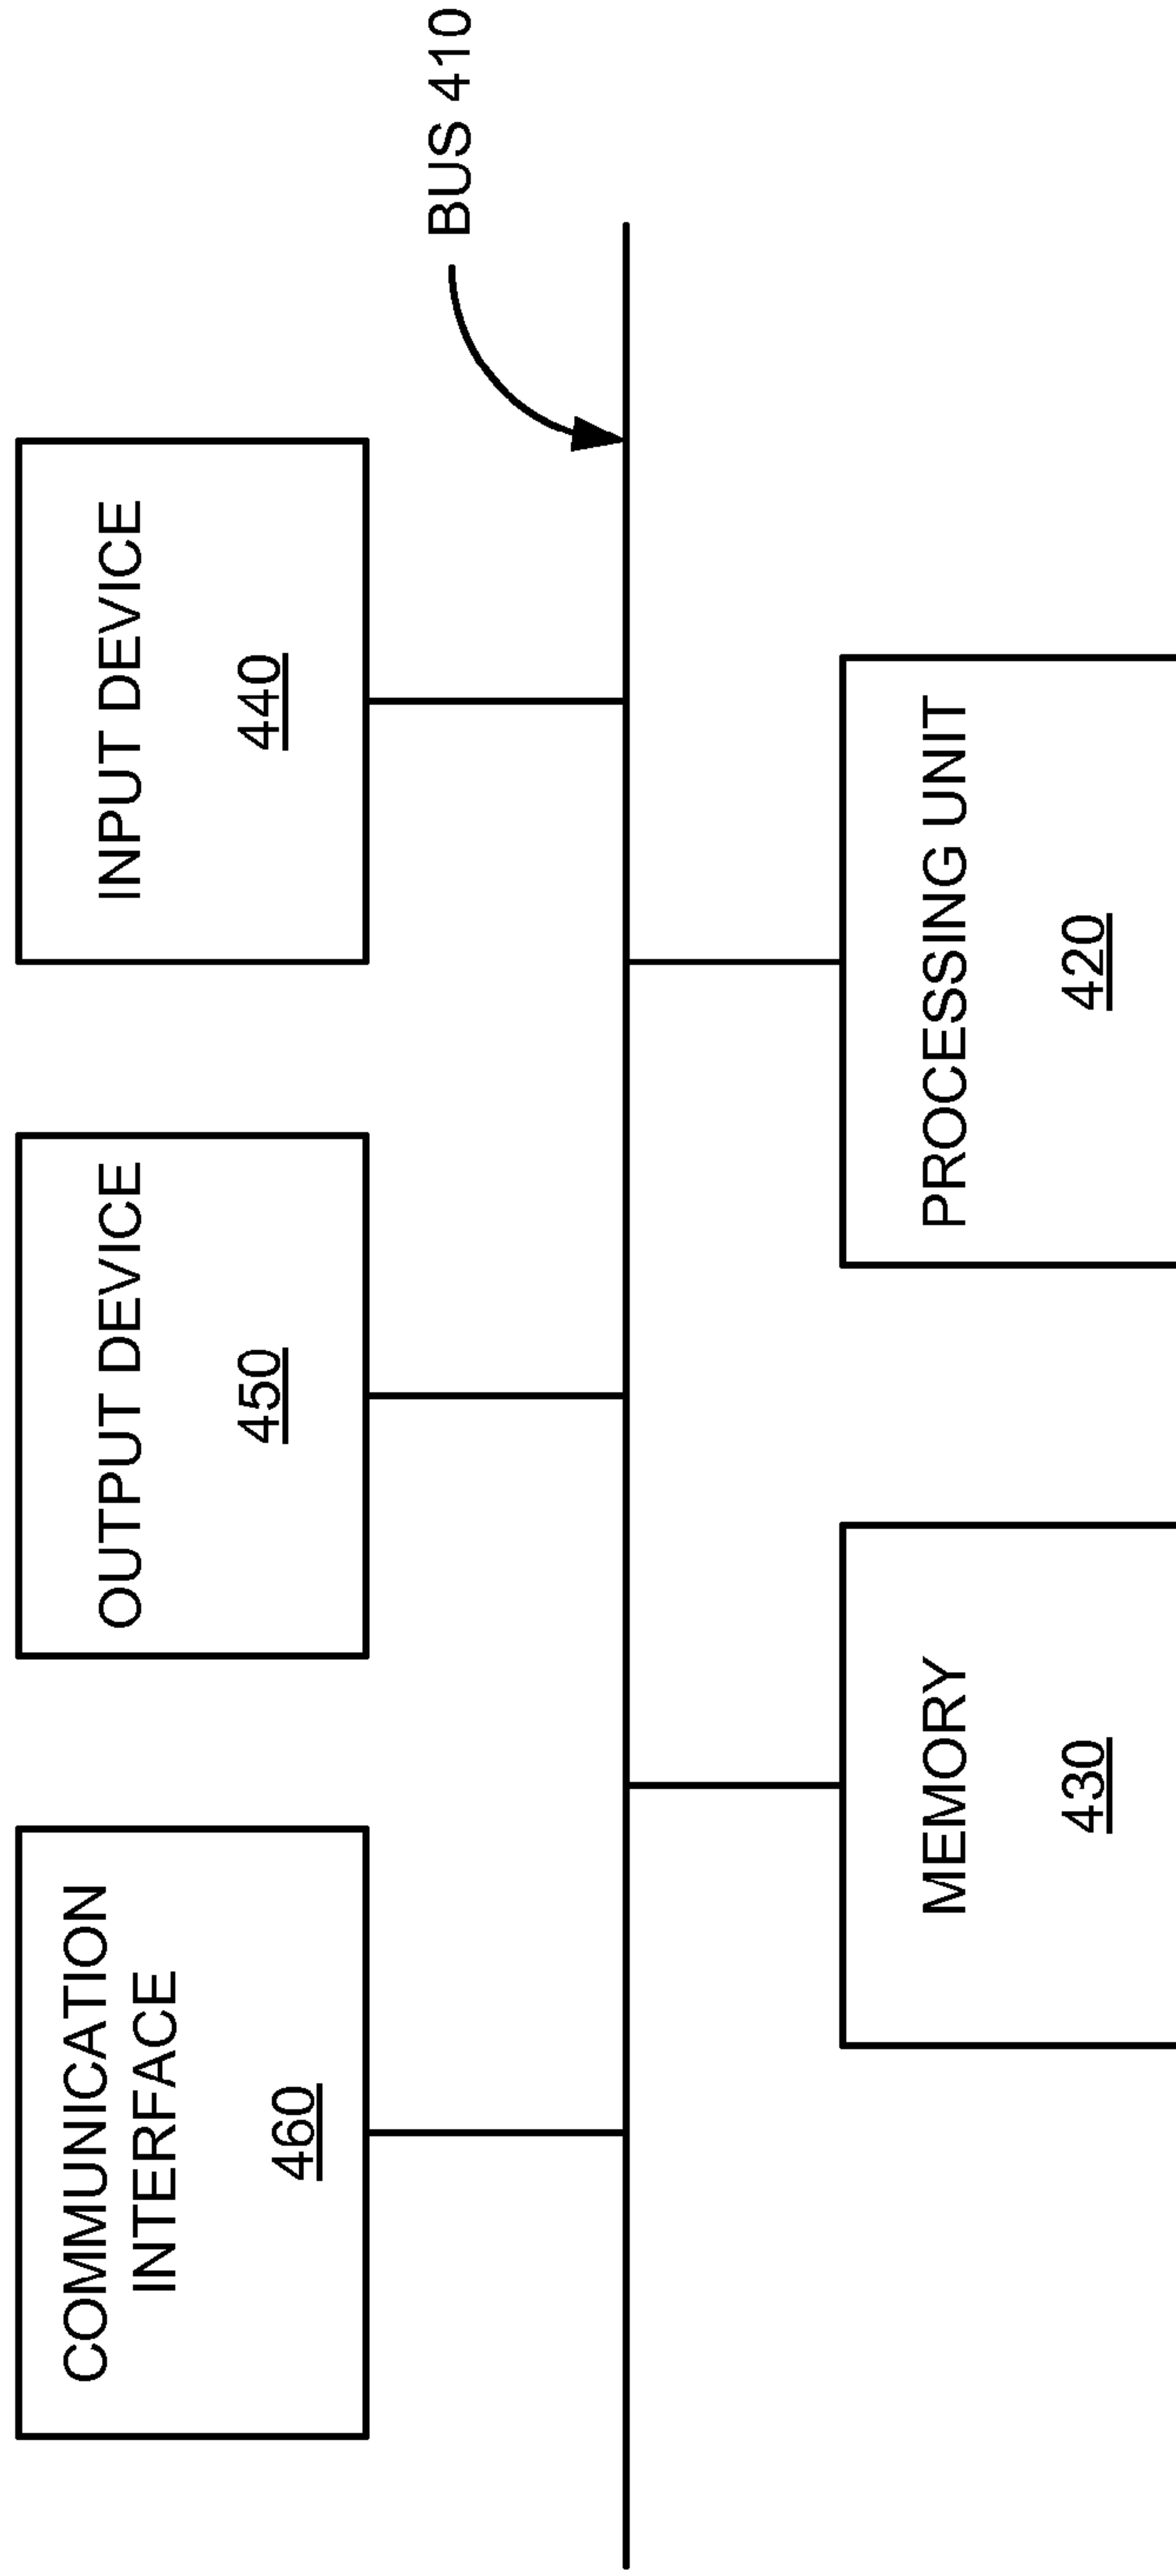 COMMUNICATION
INTERFACE
460
OUTPUT DEVICE
450
INPUT DEVICE
440
BUS 410
MEMORY
430
PROCESSING UNIT
420